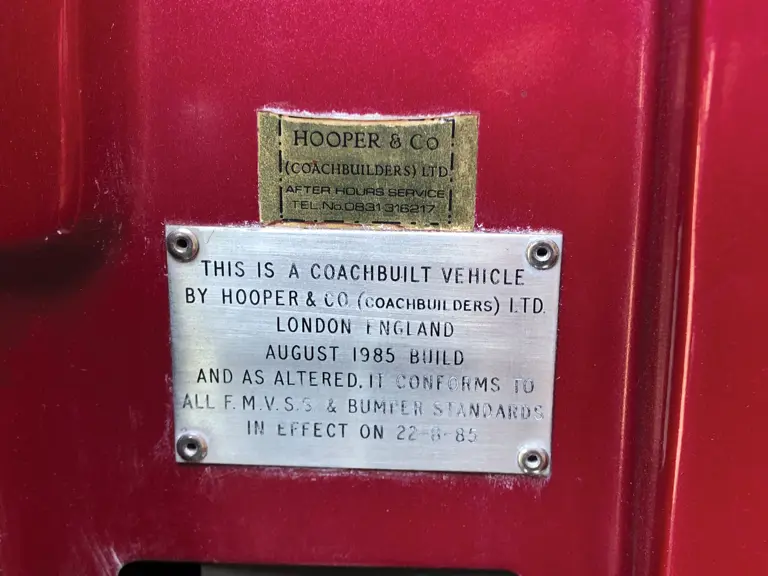 HOOPER & CO
(COACHBUILDERS) LTD
AFTER HOURS SERVICE
TEL.No.0831 316217
THIS IS A COACHBUILT VEHICLE
BY HOOPER & CO (COACHBUILDERS) LTD.
LONDON ENGLAND
AUGUST 1985 BUILD
AND AS ALTERED, IT CONFORMS TO
ALL F.M.V.S.S & BUMPER STANDARDS
IN EFFECT ON 22-8-85